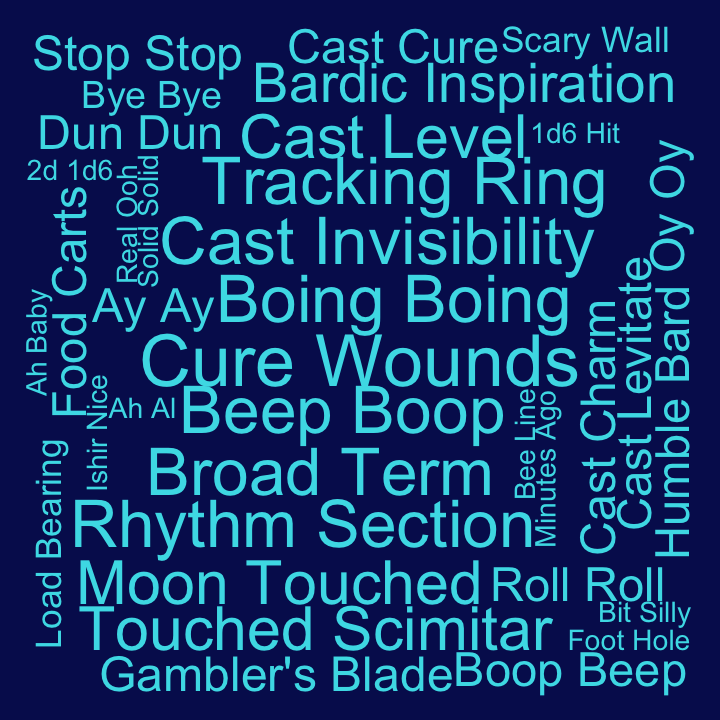 Stop Stop
Cast Cure
Scary Wall
Bye Bye
Bardic Inspiration
Dun Dun
Cast Level
1d6 Hit
2d 1d6
Real Ooh
Solid Solid
Tracking Ring
Oy Oy
Food Carts
Cast Invisibility
Ah Baby
Ay Ay
Boing Boing
Cast Levitate
Humble Bard
Cure Wounds
Cast Charm
Ishir Nice
Ah Al
Beep Boop
Bee Line
Minutes Ago
Load Bearing
Broad Term
Rhythm Section
Moon Touched
Roll Roll
Touched Scimitar
Bit Silly
Foot Hole
Gambler's Blade
Boop Beep